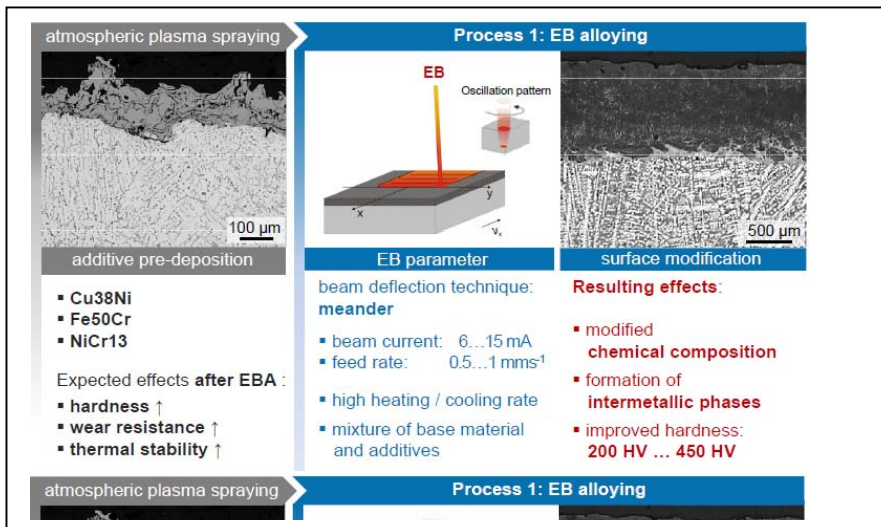 atmospheric plasma spraying
Process 1: EB alloying
EB
Oscillation pattern
x
y
νx
100 µm
500 µm
additive pre-deposition
EB parameter
surface modification
▪ Cu38Ni
▪ Fe50Cr
▪ NiCr13
Expected effects after EBA :
▪ hardness ↑
▪ wear resistance ↑
▪ thermal stability ↑
beam deflection technique:
meander
▪ beam current: 6…15 mA
▪ feed rate: 0.5…1 mms⁻¹
▪ high heating / cooling rate
▪ mixture of base material
and additives
Resulting effects:
▪ modified
chemical composition
▪ formation of
intermetallic phases
▪ improved hardness:
200 HV … 450 HV
atmospheric plasma spraying
Process 1: EB alloying